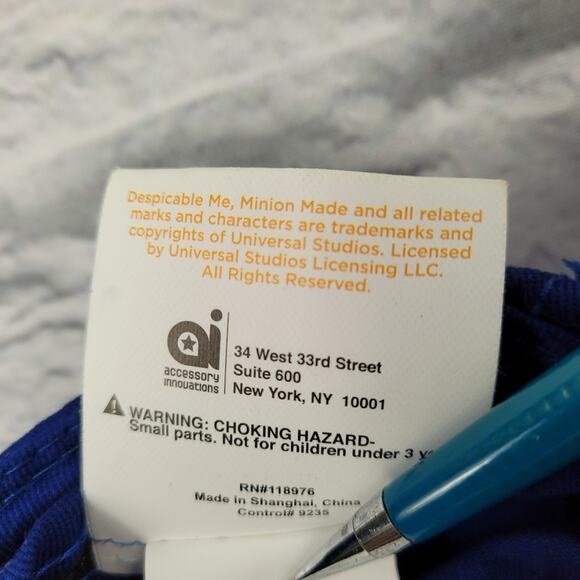 Despicable Me, Minion Made and all related
marks and characters are trademarks and
copyrights of Universal Studios. Licensed
by Universal Studios Licensing LLC.
All Rights Reserved.
ai
accessory
innovations
34 West 33rd Street
Suite 600
New York, NY 10001
WARNING: CHOKING HAZARD-
Small parts. Not for children under 3
RN#118976
Made in Shanghai, China
Control# 9235